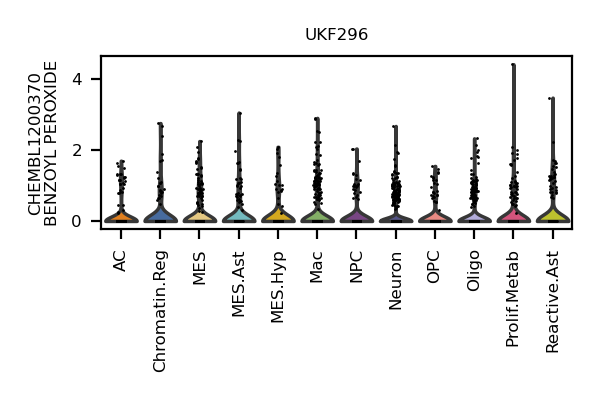 UKF296
CHEMBL1200370
BENZOYL PEROXIDE
4
2
0
AC
Chromatin.Reg
MES
MES.Ast
MES.Hyp
Mac
NPC
Neuron
OPC
Oligo
Prolif.Metab
Reactive.Ast